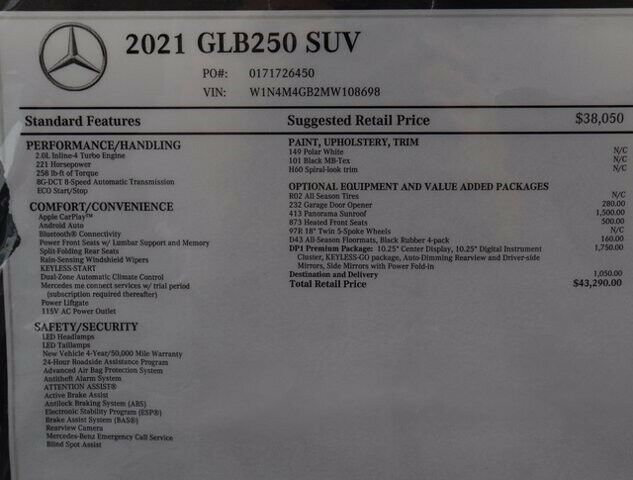 2021 GLB250 SUV
PO#: 0171726450
VIN: W1N4M4GB2MW108698
Standard Features
Suggested Retail Price $38,050
PERFORMANCE/HANDLING
2.0L Inline-4 Turbo Engine
221 Horsepower
258 lb-ft of Torque
8G-DCT 8-Speed Automatic Transmission
ECO Start/Stop
COMFORT/CONVENIENCE
Apple CarPlay™
Android Auto
Bluetooth® Connectivity
Power Front Seats w/ Lumbar Support and Memory
Split-Folding Rear Seats
Rain-Sensing Windshield Wipers
KEYLESS-START
Dual-Zone Automatic Climate Control
Mercedes me connect services w/ trial period
(subscription required thereafter)
Power Liftgate
115V AC Power Outlet
SAFETY/SECURITY
LED Headlamps
LED Taillamps
New Vehicle 4-Year/50,000 Mile Warranty
24-Hour Roadside Assistance Program
Advanced Air Bag Protection System
Antitheft Alarm System
ATTENTION ASSIST®
Active Brake Assist
Antilock Braking System (ABS)
Electronic Stability Program (ESP®)
Brake Assist System (BAS®)
Rearview Camera
Mercedes-Benz Emergency Call Service
Blind Spot Assist
PAINT, UPHOLSTERY, TRIM
149 Polar White N/C
101 Black MB-Tex N/C
H60 Spiral-look trim N/C
OPTIONAL EQUIPMENT AND VALUE ADDED PACKAGES
R02 All Season Tires N/C
232 Garage Door Opener 280.00
413 Panorama Sunroof 1,500.00
873 Heated Front Seats 500.00
97R 18" Twin 5-Spoke Wheels N/C
D43 All-Season Floormats, Black Rubber 4-pack 160.00
DP1 Premium Package: 10.25" Center Display, 10.25" Digital Instrument 1,750.00
Cluster, KEYLESS-GO package, Auto-Dimming Rearview and Driver-side
Mirrors, Side Mirrors with Power Fold-in
Destination and Delivery 1,050.00
Total Retail Price $43,290.00